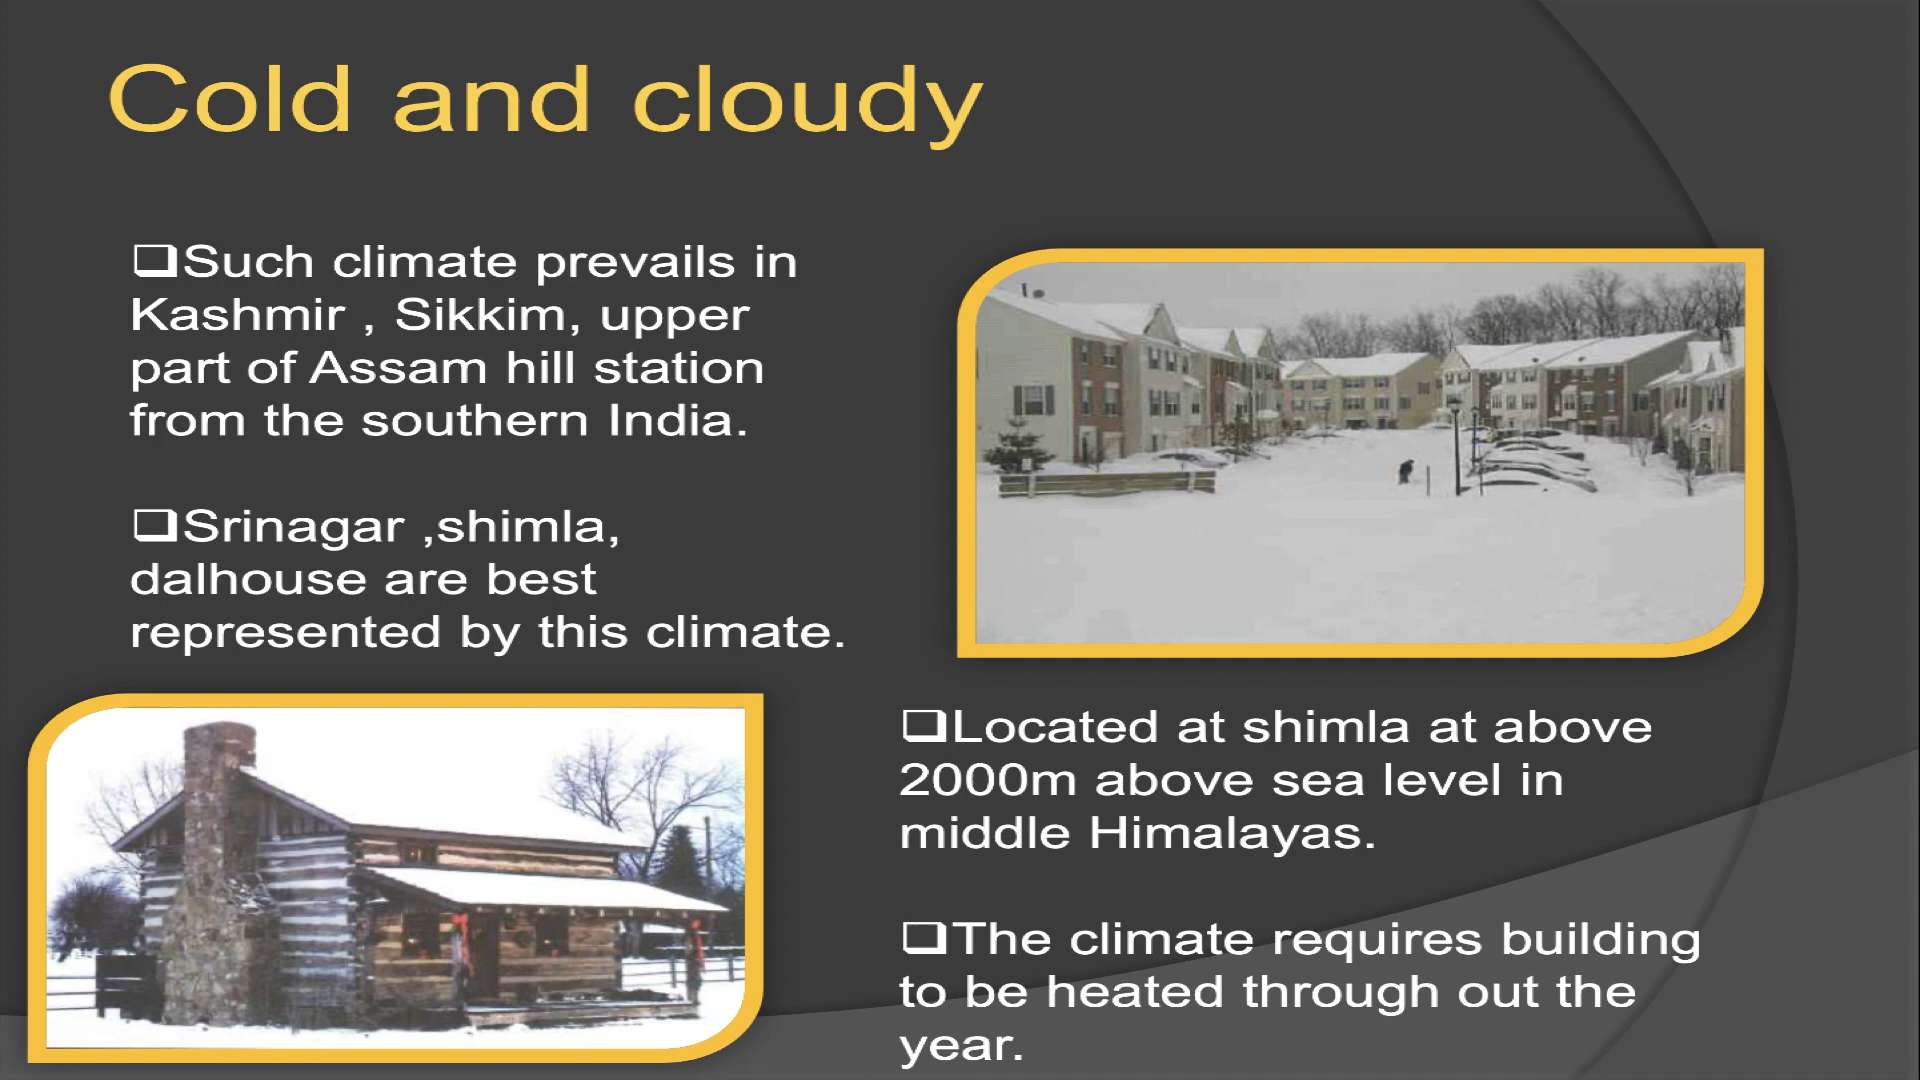 Cold and cloudy
❑Such climate prevails in
Kashmir , Sikkim, upper
part of Assam hill station
from the southern India.
❑Srinagar ,shimla,
dalhouse are best
represented by this climate.
❑Located at shimla at above
2000m above sea level in
middle Himalayas.
❑The climate requires building
to be heated through out the
year.